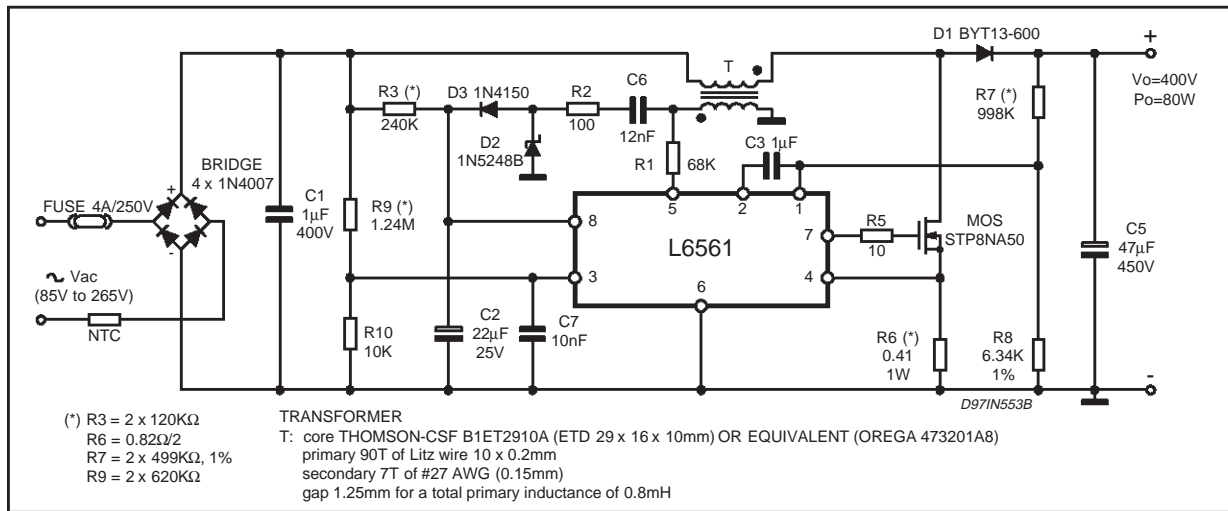 D1 BYT13-600
+
T
Vo=400V
Po=80W
R3 (*)
240K
D3 1N4150
R2
100
C6
12nF
R7 (*)
998K
D2
1N5248B
C3 1µF
R1
68K
BRIDGE
4 x 1N4007
+
-
FUSE 4A/250V
C1
1µF
400V
R9 (*)
1.24M
5
2
1
8
3
7
4
6
L6561
R5
10
MOS
STP8NA50
C5
47µF
450V
Vac
(85V to 265V)
NTC
R10
10K
C2
22µF
25V
C7
10nF
R6 (*)
0.41
1W
R8
6.34K
1%
-
D97IN553B
(*) R3 = 2 x 120KΩ
R6 = 0.82Ω/2
R7 = 2 x 499KΩ, 1%
R9 = 2 x 620KΩ
TRANSFORMER
T: core THOMSON-CSF B1ET2910A (ETD 29 x 16 x 10mm) OR EQUIVALENT (OREGA 473201A8)
primary 90T of Litz wire 10 x 0.2mm
secondary 7T of #27 AWG (0.15mm)
gap 1.25mm for a total primary inductance of 0.8mH